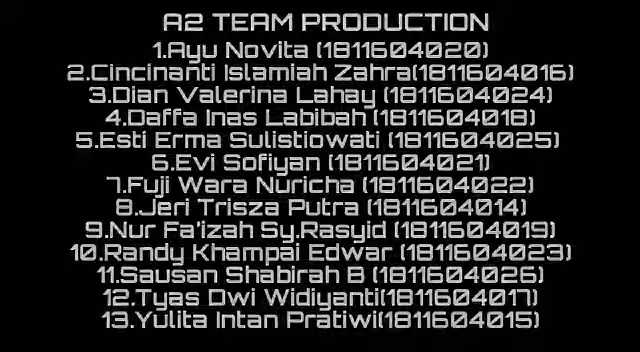 A2 TEAM PRODUCTION
1.Ayu Novita (1811604020)
2.Cincinanti Islamiah Zahra(1811604016)
3.Dian Valerina Lahay (1811604024)
4.Daffa Inas Labibah (1811604018)
5.Esti Erma Sulistiowati (1811604025)
6.Evi Sofiyan (1811604021)
7.Fuji Wara Nuricha (1811604022)
8.Jeri Trisza Putra (1811604014)
9.Nur Fa'izah Sy.Rasyid (1811604019)
10.Randy Khampai Edwar (1811604023)
11.Sausan Shabirah B (1811604026)
12.Tyas Dwi Widiyanti(1811604017)
13.Yulita Intan Pratiwi(1811604015)